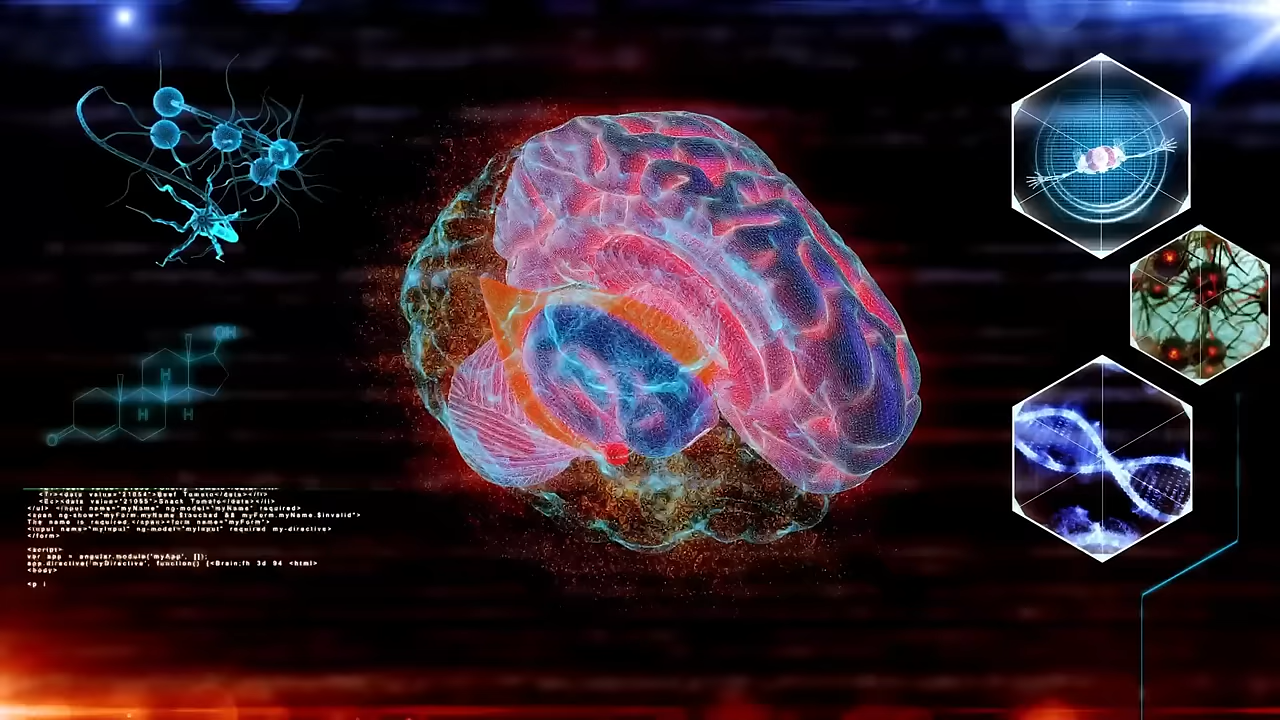 OH
H
H H
H
O
<Tr><data value="21054">Beef Tomato</data></li>
<Ec><data value="21055">Snack Tomato</data></li>
</ul> <input name="myName" ng-model="myName" required>
<span ng-show="myForm.myName.$touched && myForm.myName.$invalid">
The name is required.</span><form name="myForm">
<input name="myInput" ng-model="myInput" required my-directive>
</form>
<script>
var app = angular.module('myApp', []);
app.directive('myDirective', function() {<Brain;fh 3d 94 <html>
<body>
<p i